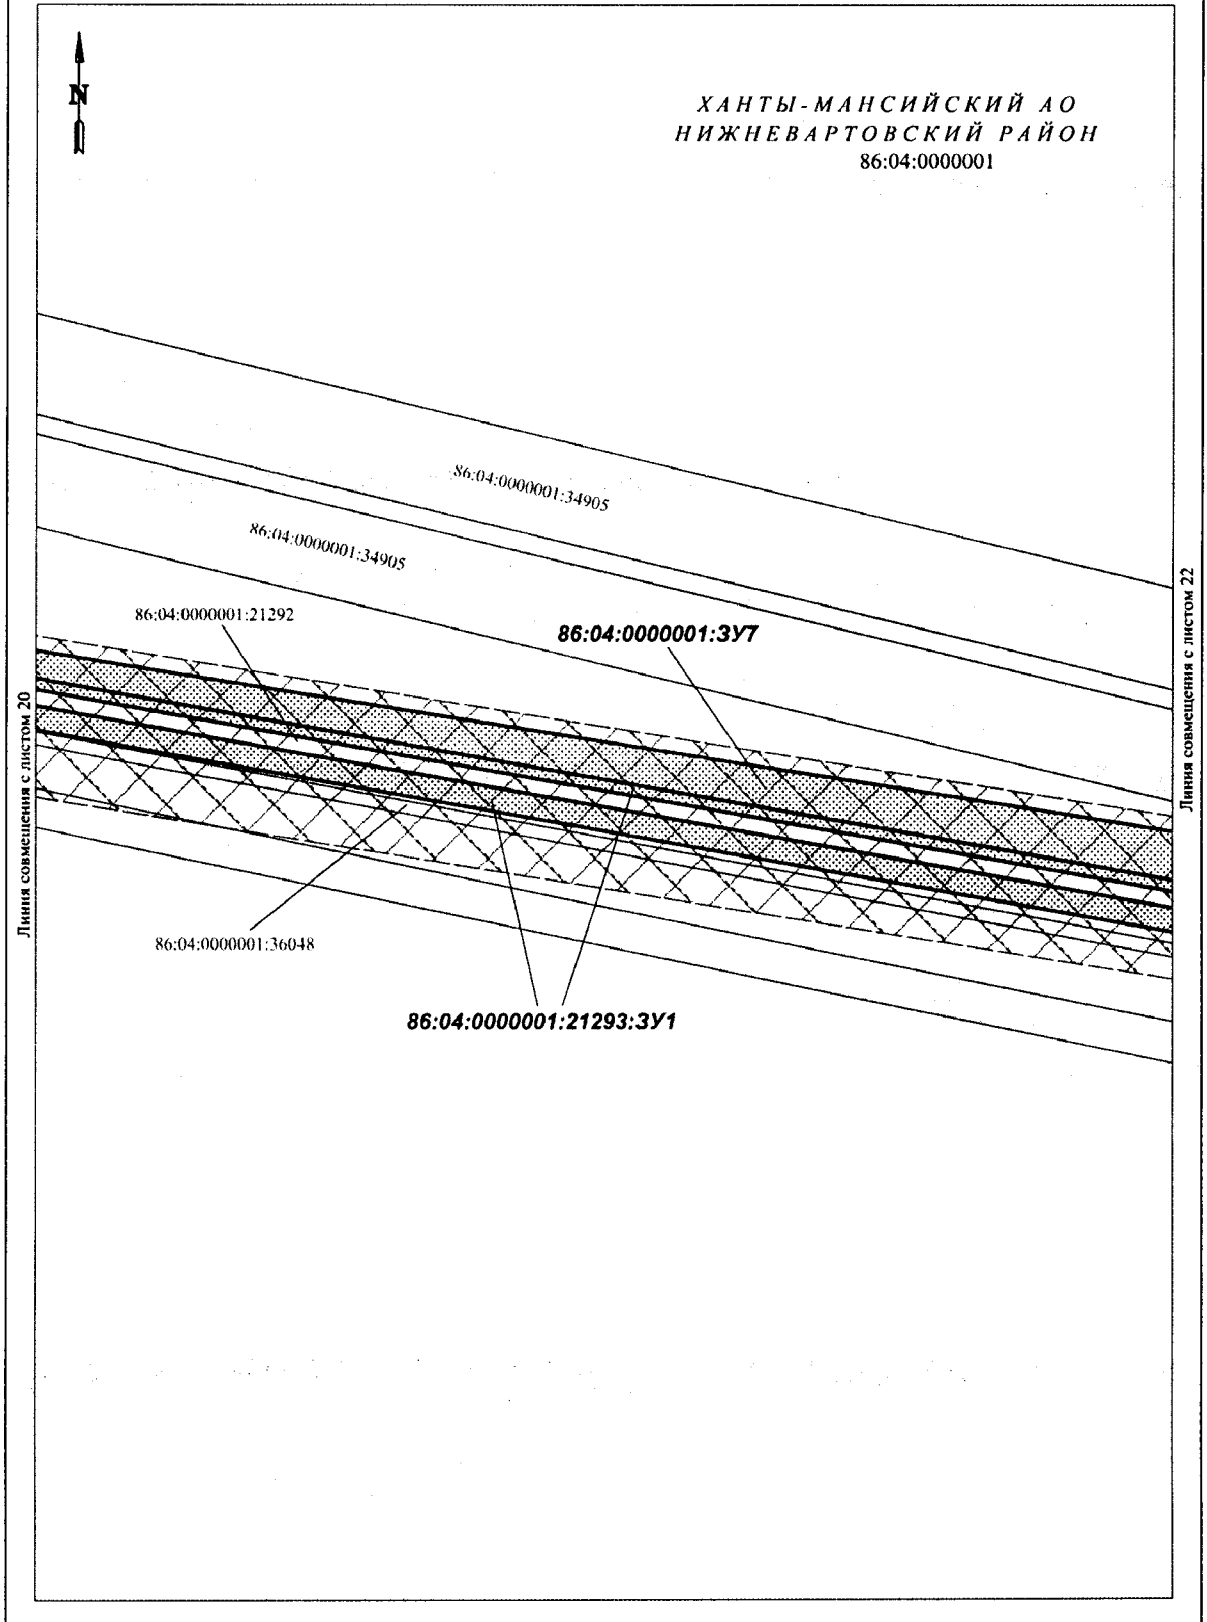 N
ХАНТЫ-МАНСИЙСКИЙ АО
НИЖНЕВАРТОВСКИЙ РАЙОН
86:04:0000001
86:04:0000001:34905
86:04:0000001:34905
86:04:0000001:21292
86:04:0000001:ЗУ7
86:04:0000001:36048
86:04:0000001:21293:ЗУ1
Линия совмещения с листом 20
Линия совмещения с листом 22